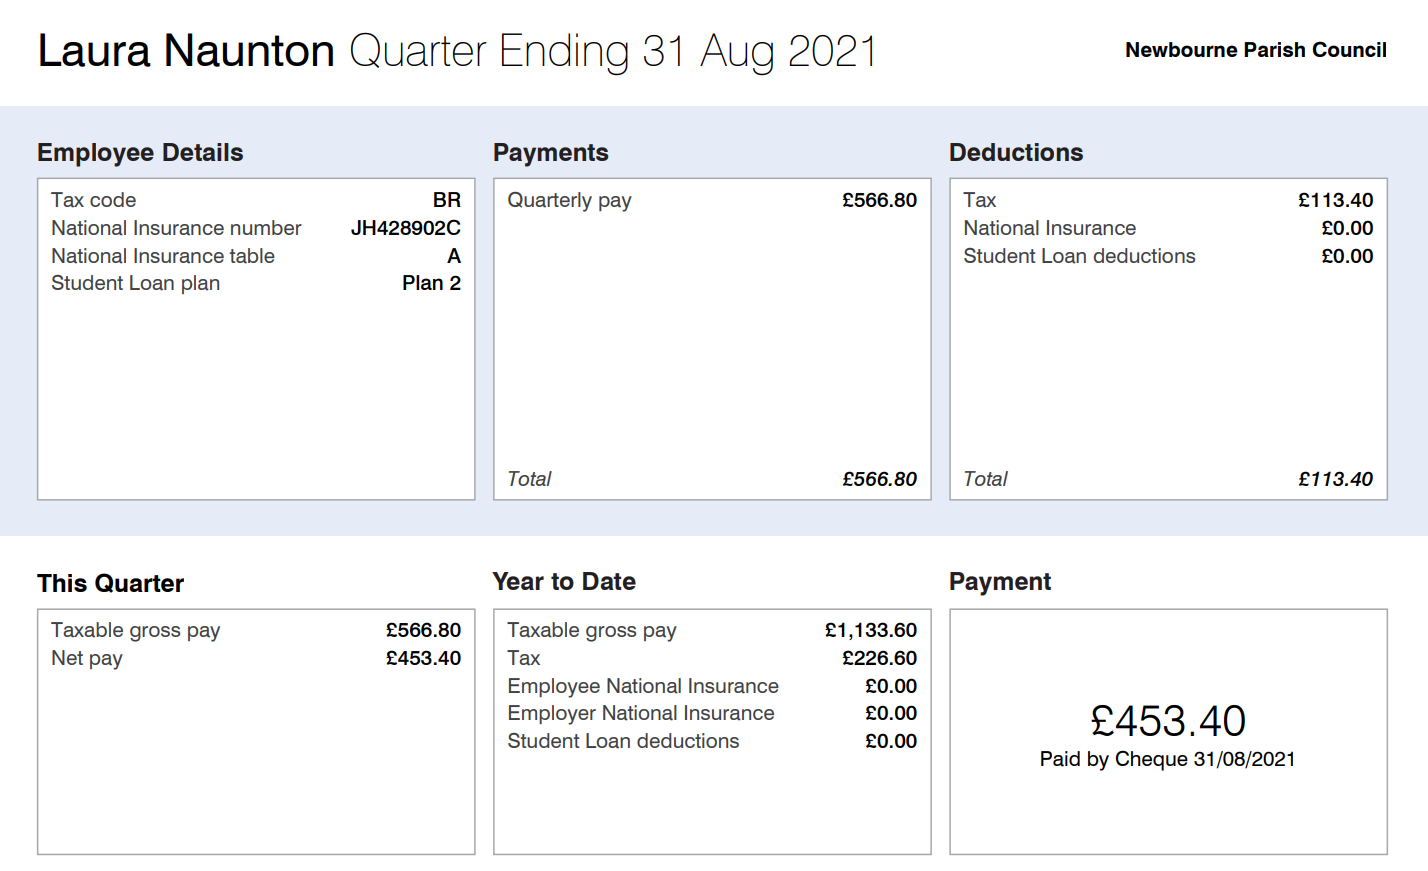 Laura Naunton Quarter Ending 31 Aug 2021
Newbourne Parish Council
Employee Details
Tax code BR
National Insurance number JH428902C
National Insurance table A
Student Loan plan Plan 2
Payments
Quarterly pay £566.80
Total £566.80
Deductions
Tax £113.40
National Insurance £0.00
Student Loan deductions £0.00
Total £113.40
This Quarter
Taxable gross pay £566.80
Net pay £453.40
Year to Date
Taxable gross pay £1,133.60
Tax £226.60
Employee National Insurance £0.00
Employer National Insurance £0.00
Student Loan deductions £0.00
Payment
£453.40
Paid by Cheque 31/08/2021